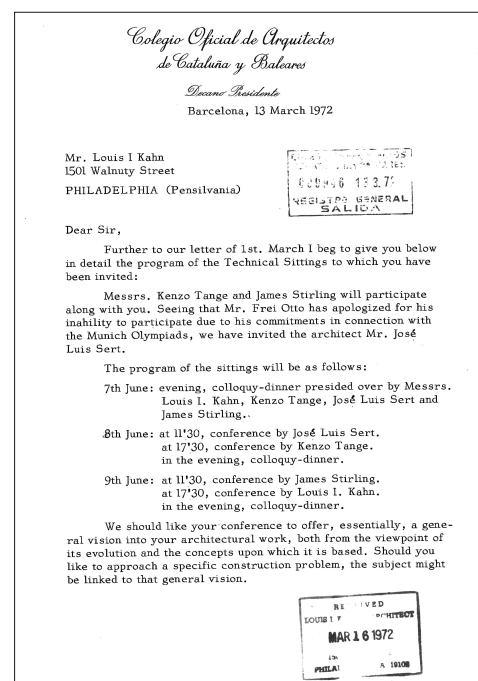 Colegio Oficial de Arquitectos
de Cataluña y Baleares
Decano Presidente
Barcelona, 13 March 1972
Mr. Louis I Kahn
1501 Walnuty Street
PHILADELPHIA (Pensilvania)
13 3. 72
REGISTRO GENERAL
SALIDA
Dear Sir,
Further to our letter of 1st. March I beg to give you below
in detail the program of the Technical Sittings to which you have
been invited:
Messrs. Kenzo Tange and James Stirling will participate
along with you. Seeing that Mr. Frei Otto has apologized for his
inahility to participate due to his commitments in connection with
the Munich Olympiads, we have invited the architect Mr. José
Luis Sert.
The program of the sittings will be as follows:
7th June: evening, colloquy-dinner presided over by Messrs.
Louis I. Kahn, Kenzo Tange, José Luis Sert and
James Stirling.
8th June: at 11'30, conference by José Luis Sert.
at 17'30, conference by Kenzo Tange.
in the evening, colloquy-dinner.
9th June: at 11'30, conference by James Stirling.
at 17'30, conference by Louis I. Kahn.
in the evening, colloquy-dinner.
We should like your conference to offer, essentially, a gene-
ral vision into your architectural work, both from the viewpoint of
its evolution and the concepts upon which it is based. Should you
like to approach a specific construction problem, the subject might
be linked to that general vision.
LOUIS I
MAR 16 1972
A 19102